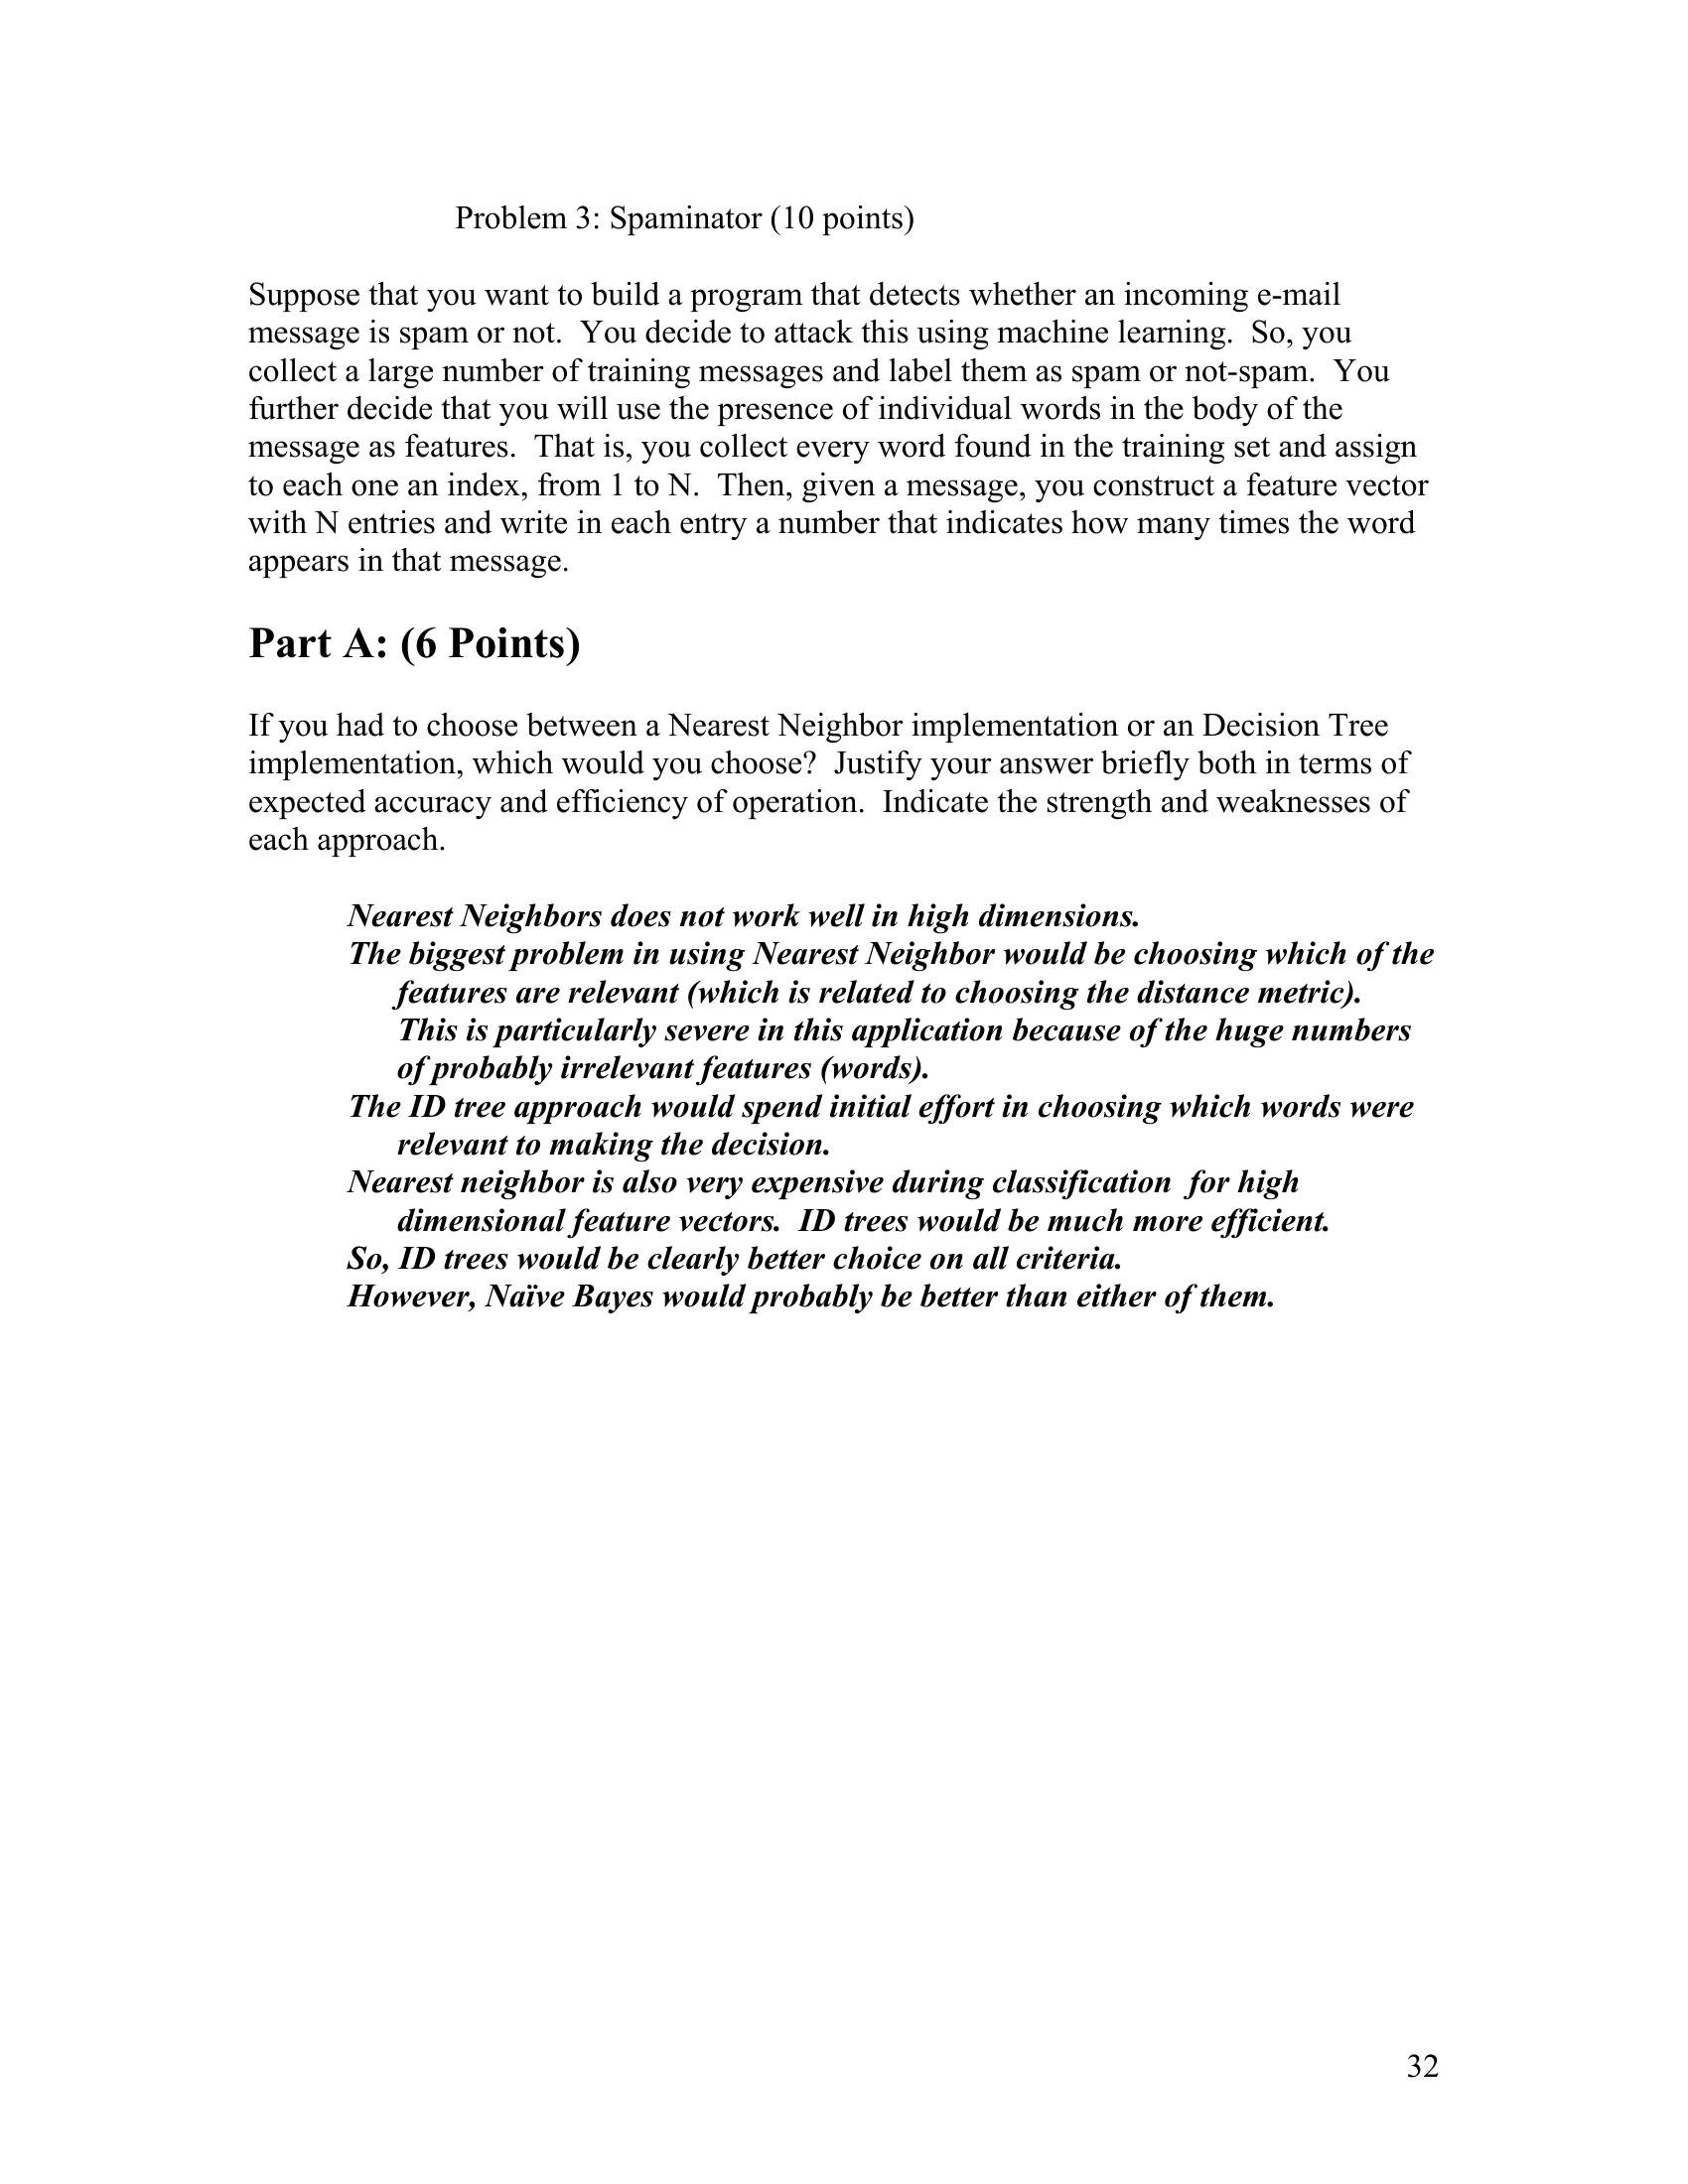 Problem 3: Spaminator (10 points)
Suppose that you want to build a program that detects whether an incoming e-mail
message is spam or not.  You decide to attack this using machine learning.  So, you
collect a large number of training messages and label them as spam or not-spam.  You
further decide that you will use the presence of individual words in the body of the
message as features.  That is, you collect every word found in the training set and assign
to each one an index, from 1 to N.  Then, given a message, you construct a feature vector
with N entries and write in each entry a number that indicates how many times the word
appears in that message.
Part A: (6 Points)
If you had to choose between a Nearest Neighbor implementation or an Decision Tree
implementation, which would you choose?  Justify your answer briefly both in terms of
expected accuracy and efficiency of operation.  Indicate the strength and weaknesses of
each approach.
Nearest Neighbors does not work well in high dimensions.
The biggest problem in using Nearest Neighbor would be choosing which of the
features are relevant (which is related to choosing the distance metric).
This is particularly severe in this application because of the huge numbers
of probably irrelevant features (words).
The ID tree approach would spend initial effort in choosing which words were
relevant to making the decision.
Nearest neighbor is also very expensive during classification  for high
dimensional feature vectors.  ID trees would be much more efficient.
So, ID trees would be clearly better choice on all criteria.
However, Naïve Bayes would probably be better than either of them.
32